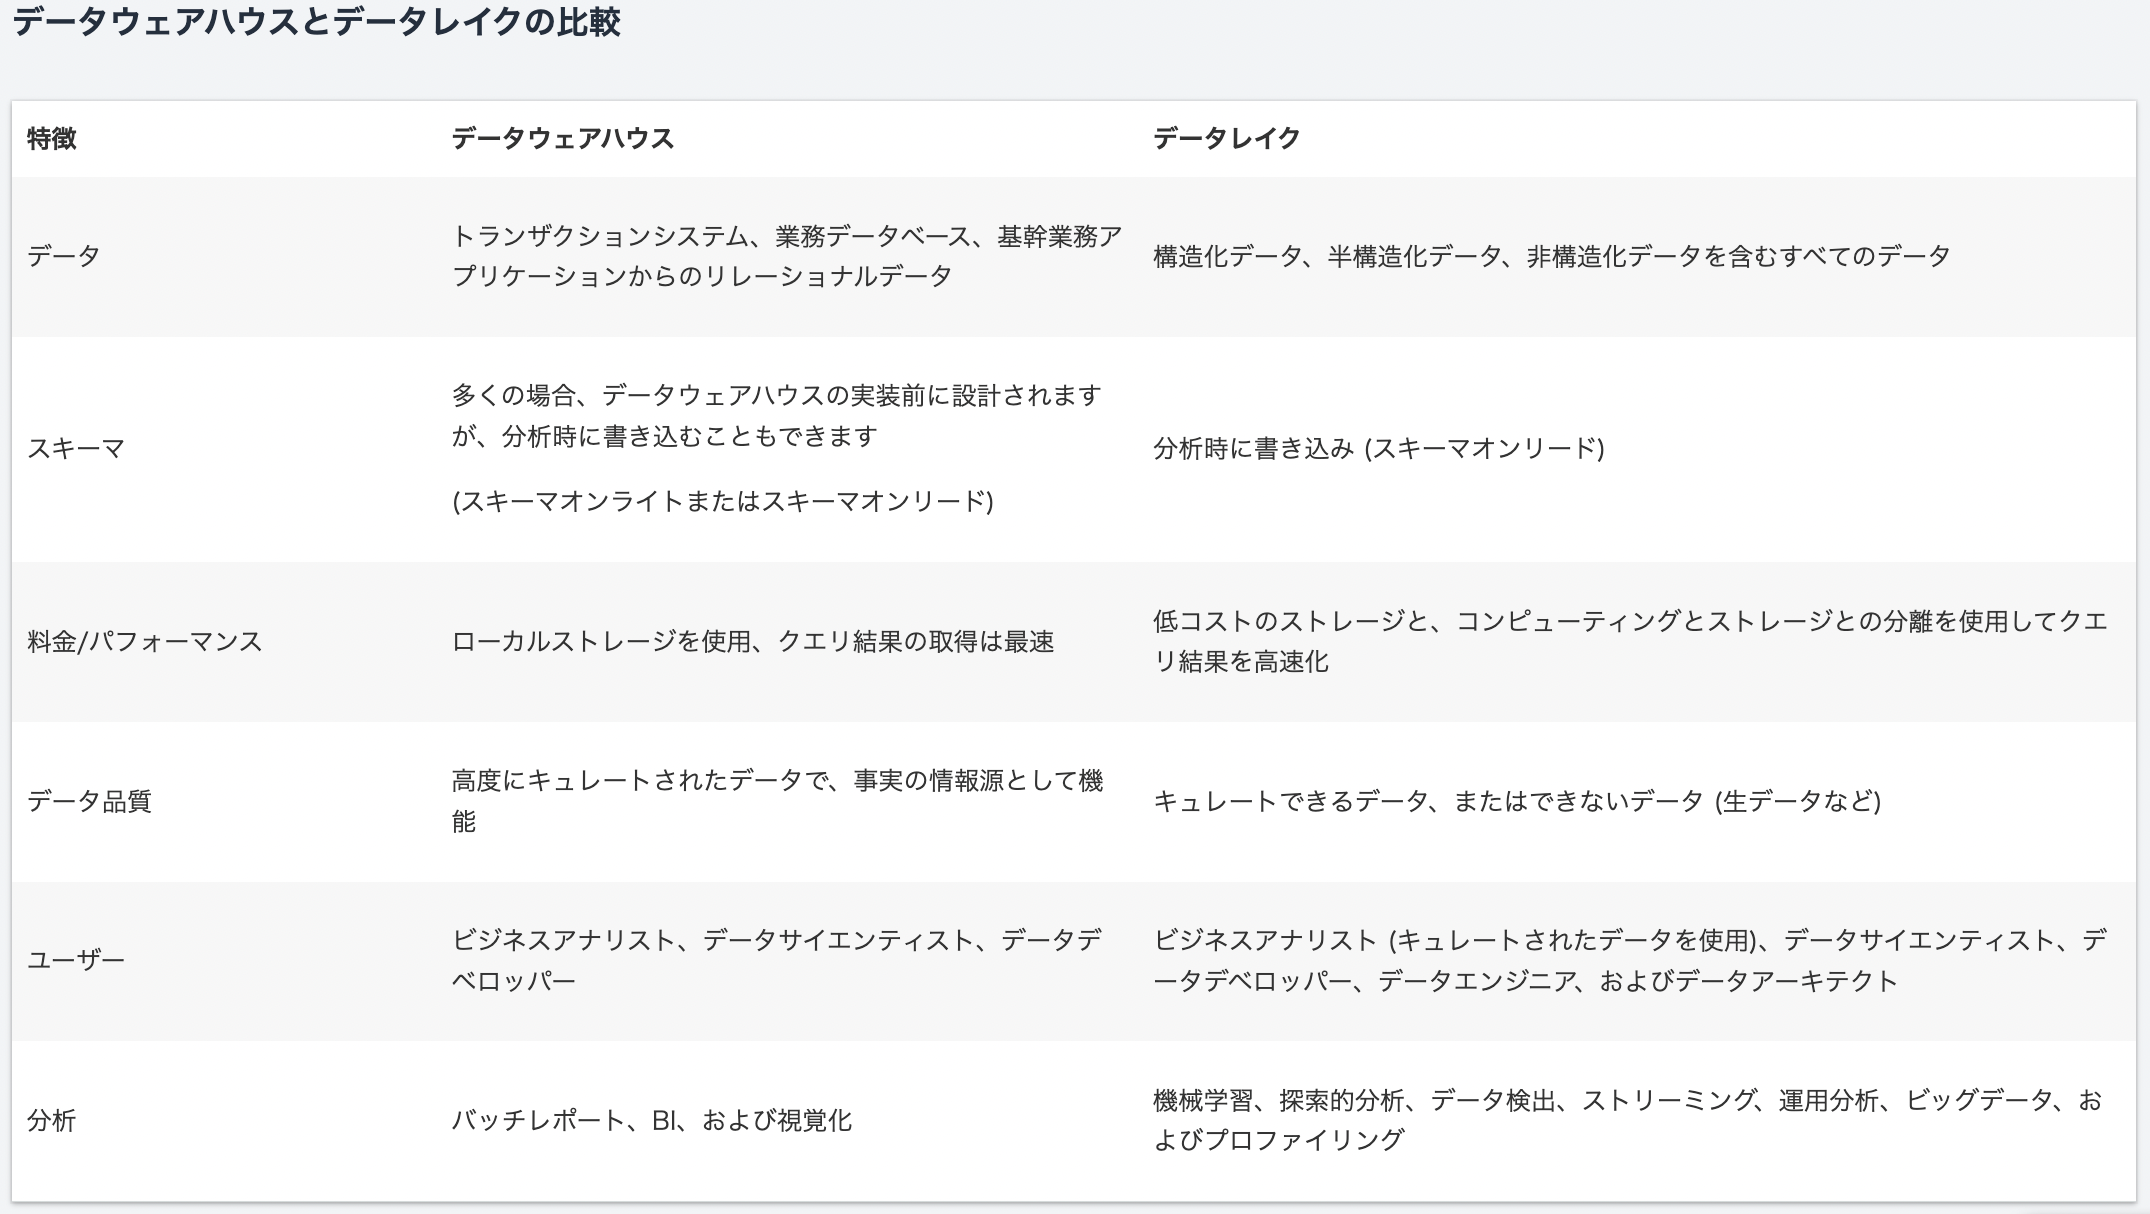 データウェアハウスとデータレイクの比較
特徴
データウェアハウス
データレイク
データ
トランザクションシステム、業務データベース、基幹業務ア
プリケーションからのリレーショナルデータ
構造化データ、半構造化データ、非構造化データを含むすべてのデータ
スキーマ
多くの場合、データウェアハウスの実装前に設計されます
が、分析時に書き込むこともできます
(スキーマオンライトまたはスキーマオンリード)
分析時に書き込み (スキーマオンリード)
料金/パフォーマンス
ローカルストレージを使用、クエリ結果の取得は最速
低コストのストレージと、コンピューティングとストレージとの分離を使用してクエ
リ結果を高速化
データ品質
高度にキュレートされたデータで、事実の情報源として機
能
キュレートできるデータ、またはできないデータ (生データなど)
ユーザー
ビジネスアナリスト、データサイエンティスト、データデ
ベロッパー
ビジネスアナリスト (キュレートされたデータを使用)、データサイエンティスト、デ
ータデベロッパー、データエンジニア、およびデータアーキテクト
分析
バッチレポート、BI、および視覚化
機械学習、探索的分析、データ検出、ストリーミング、運用分析、ビッグデータ、お
よびプロファイリング